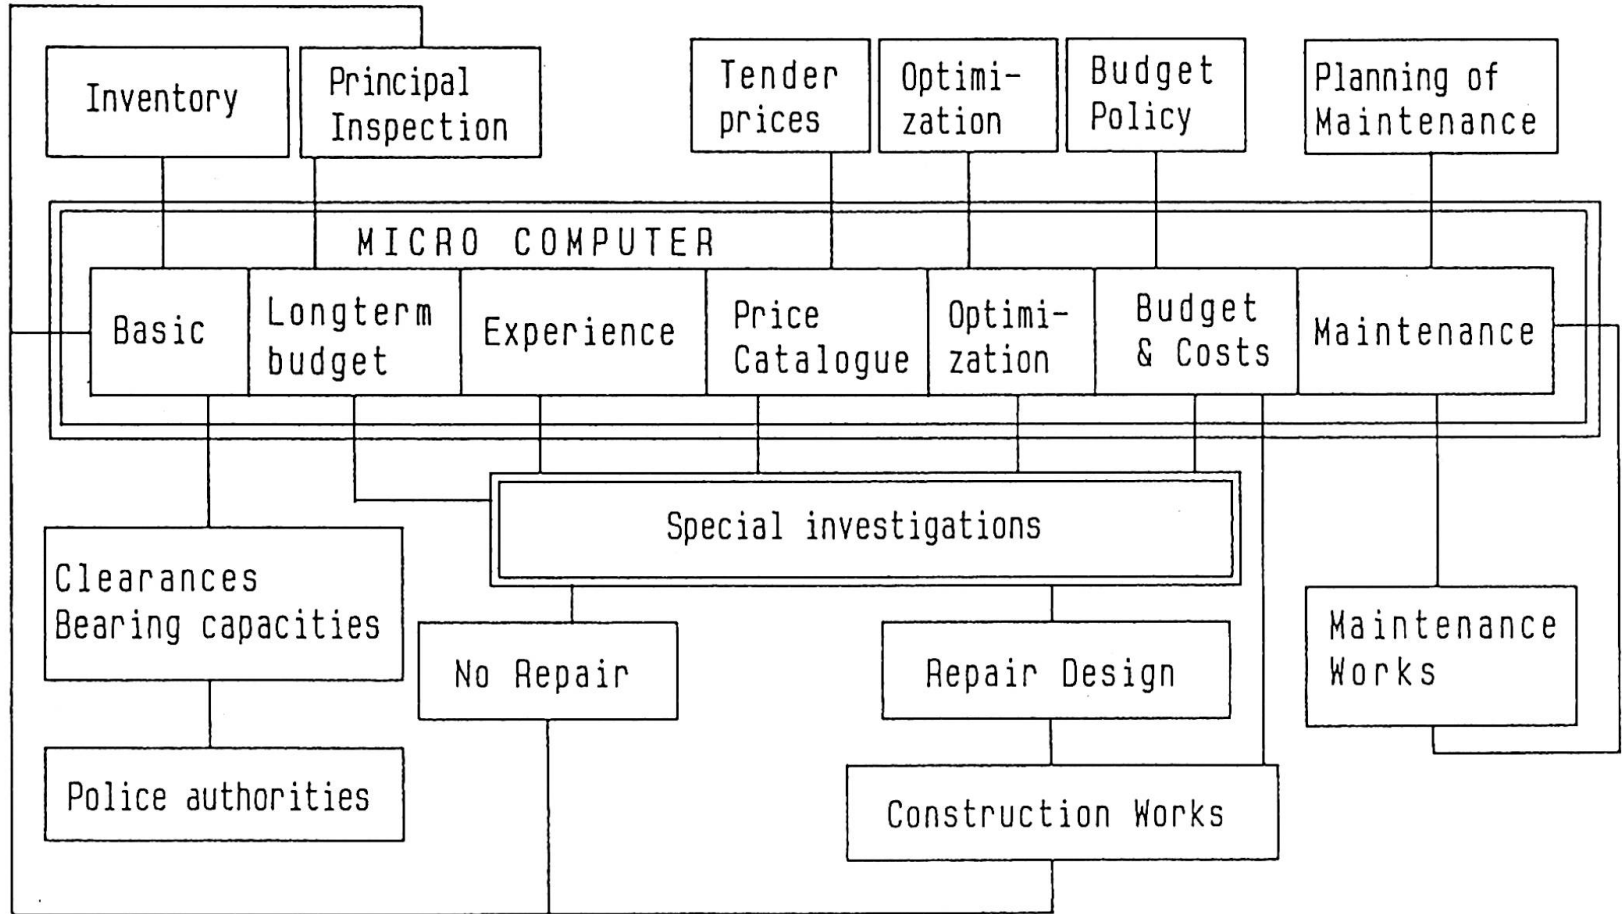 Inventory
Principal
Inspection
Tender
prices
Optimi-
zation
Budget
Policy
Planning of
Maintenance
MICRO COMPUTER
Basic
Longterm
budget
Experience
Price
Catalogue
Optimi-
zation
Budget
& Costs
Maintenance
Special investigations
Clearances
Bearing capacities
No Repair
Repair Design
Maintenance
Works
Police authorities
Construction Works